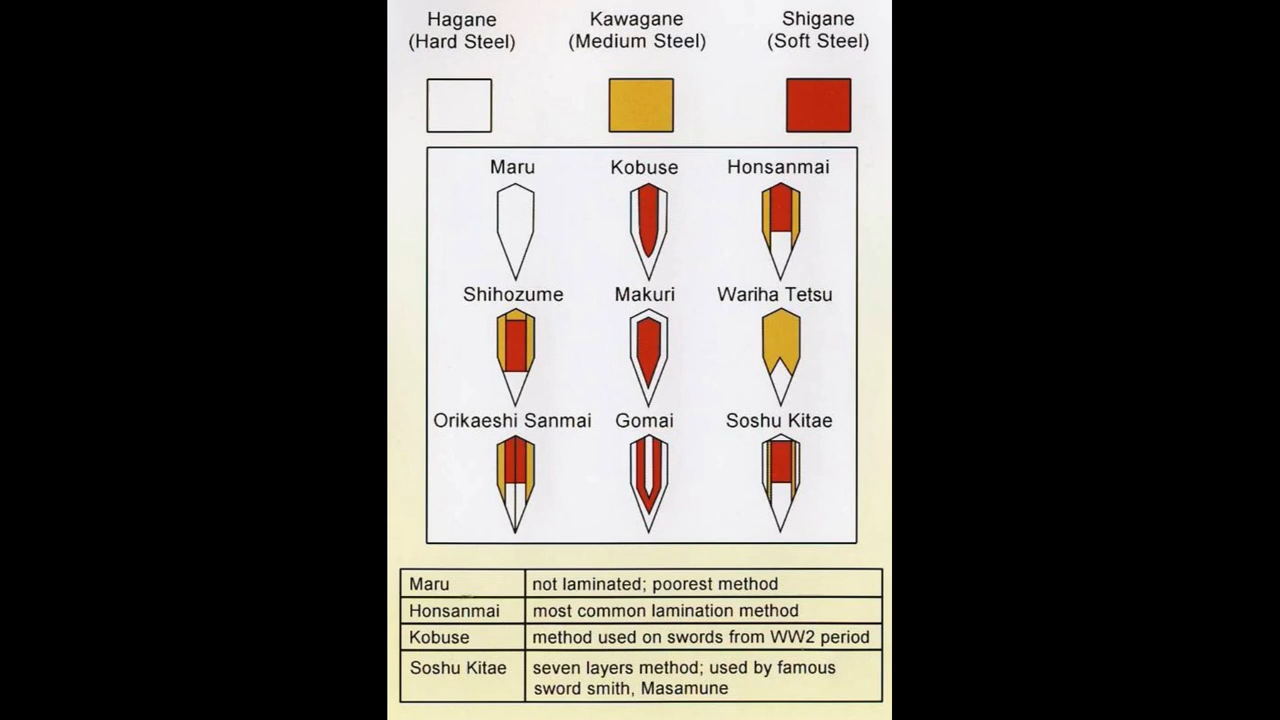 Hagane
(Hard Steel)
Kawagane
(Medium Steel)
Shigane
(Soft Steel)
Maru
Kobuse
Honsanmai
Shihozume
Makuri
Wariha Tetsu
Orikaeshi Sanmai
Gomai
Soshu Kitae
Maru
not laminated; poorest method
Honsanmai
most common lamination method
Kobuse
method used on swords from WW2 period
Soshu Kitae
seven layers method; used by famous
sword smith, Masamune